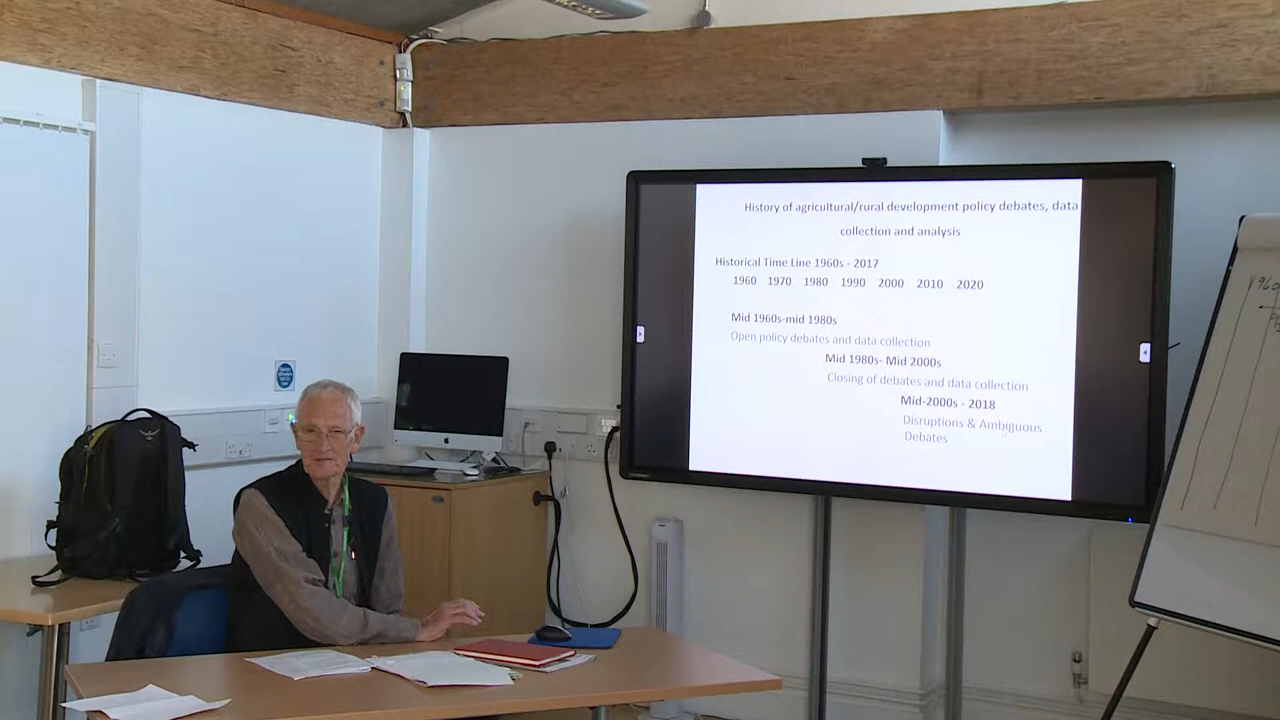 History of agricultural/rural development policy debates, data
collection and analysis
Historical Time Line 1960s - 2017
1960 1970 1980 1990 2000 2010 2020
Mid 1960s-mid 1980s
Open policy debates and data collection
Mid 1980s- Mid 2000s
Closing of debates and data collection
Mid-2000s - 2018
Disruptions & Ambiguous
Debates
1960